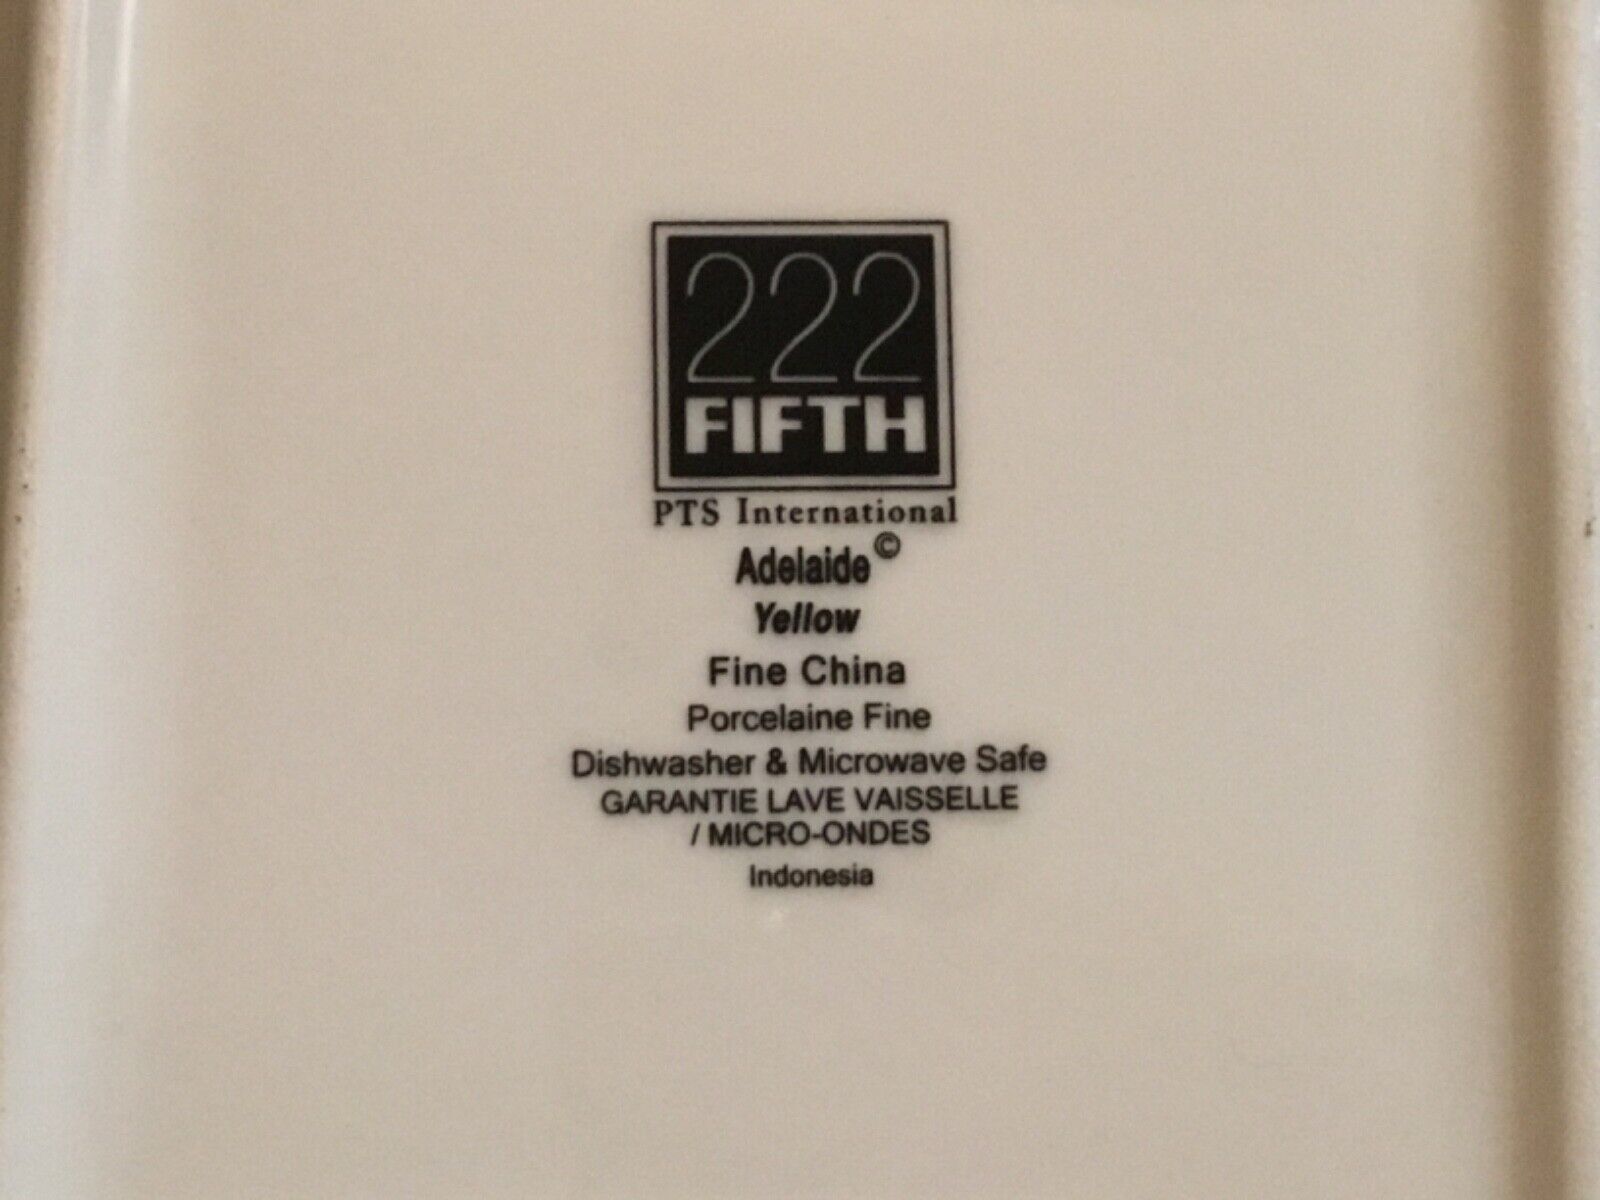 222
FIFTH
PTS International
Adelaide©
Yellow
Fine China
Porcelaine Fine
Dishwasher & Microwave Safe
GARANTIE LAVE VAISSELLE
/ MICRO-ONDES
Indonesia